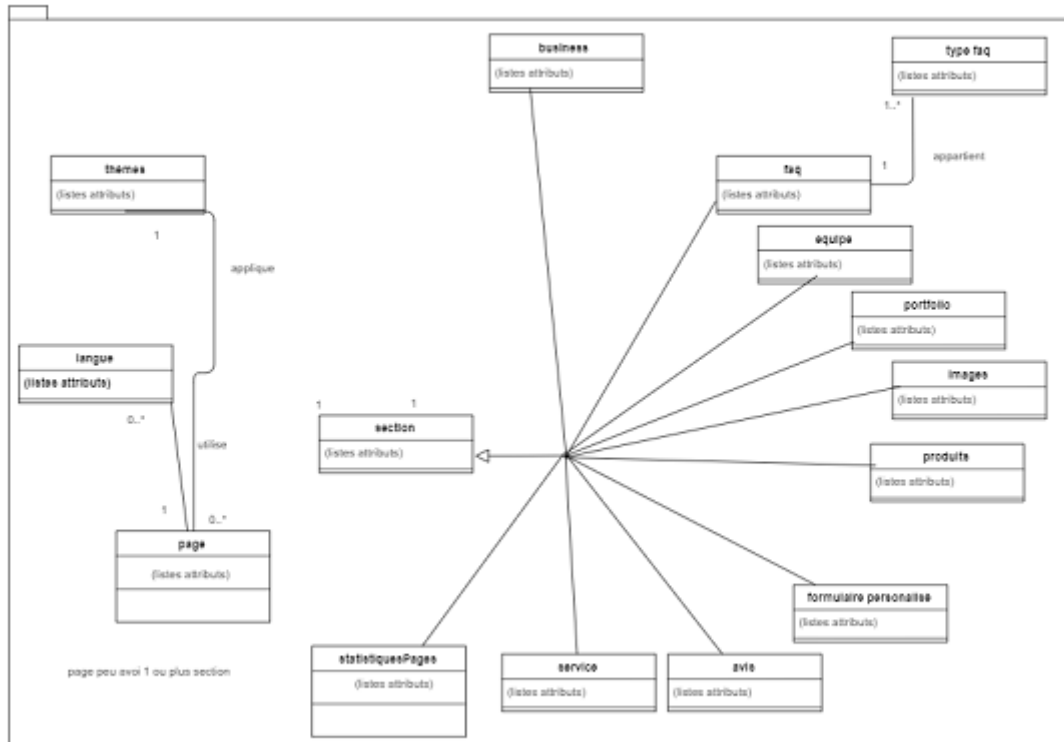 business
(listes attributs)
type faq
(listes attributs)
1..*
appartient
1
faq
(listes attributs)
themes
(listes attributs)
1
applique
equipe
(listes attributs)
portfolio
(listes attributs)
langue
(listes attributs)
0..*
images
(listes attributs)
1
1
section
(listes attributs)
utilise
produits
(listes attributs)
1
0..*
page
(listes attributs)
formulaire personalise
(listes attributs)
page peu avoi 1 ou plus section
statistiquesPages
(listes attributs)
service
(listes attributs)
avis
(listes attributs)